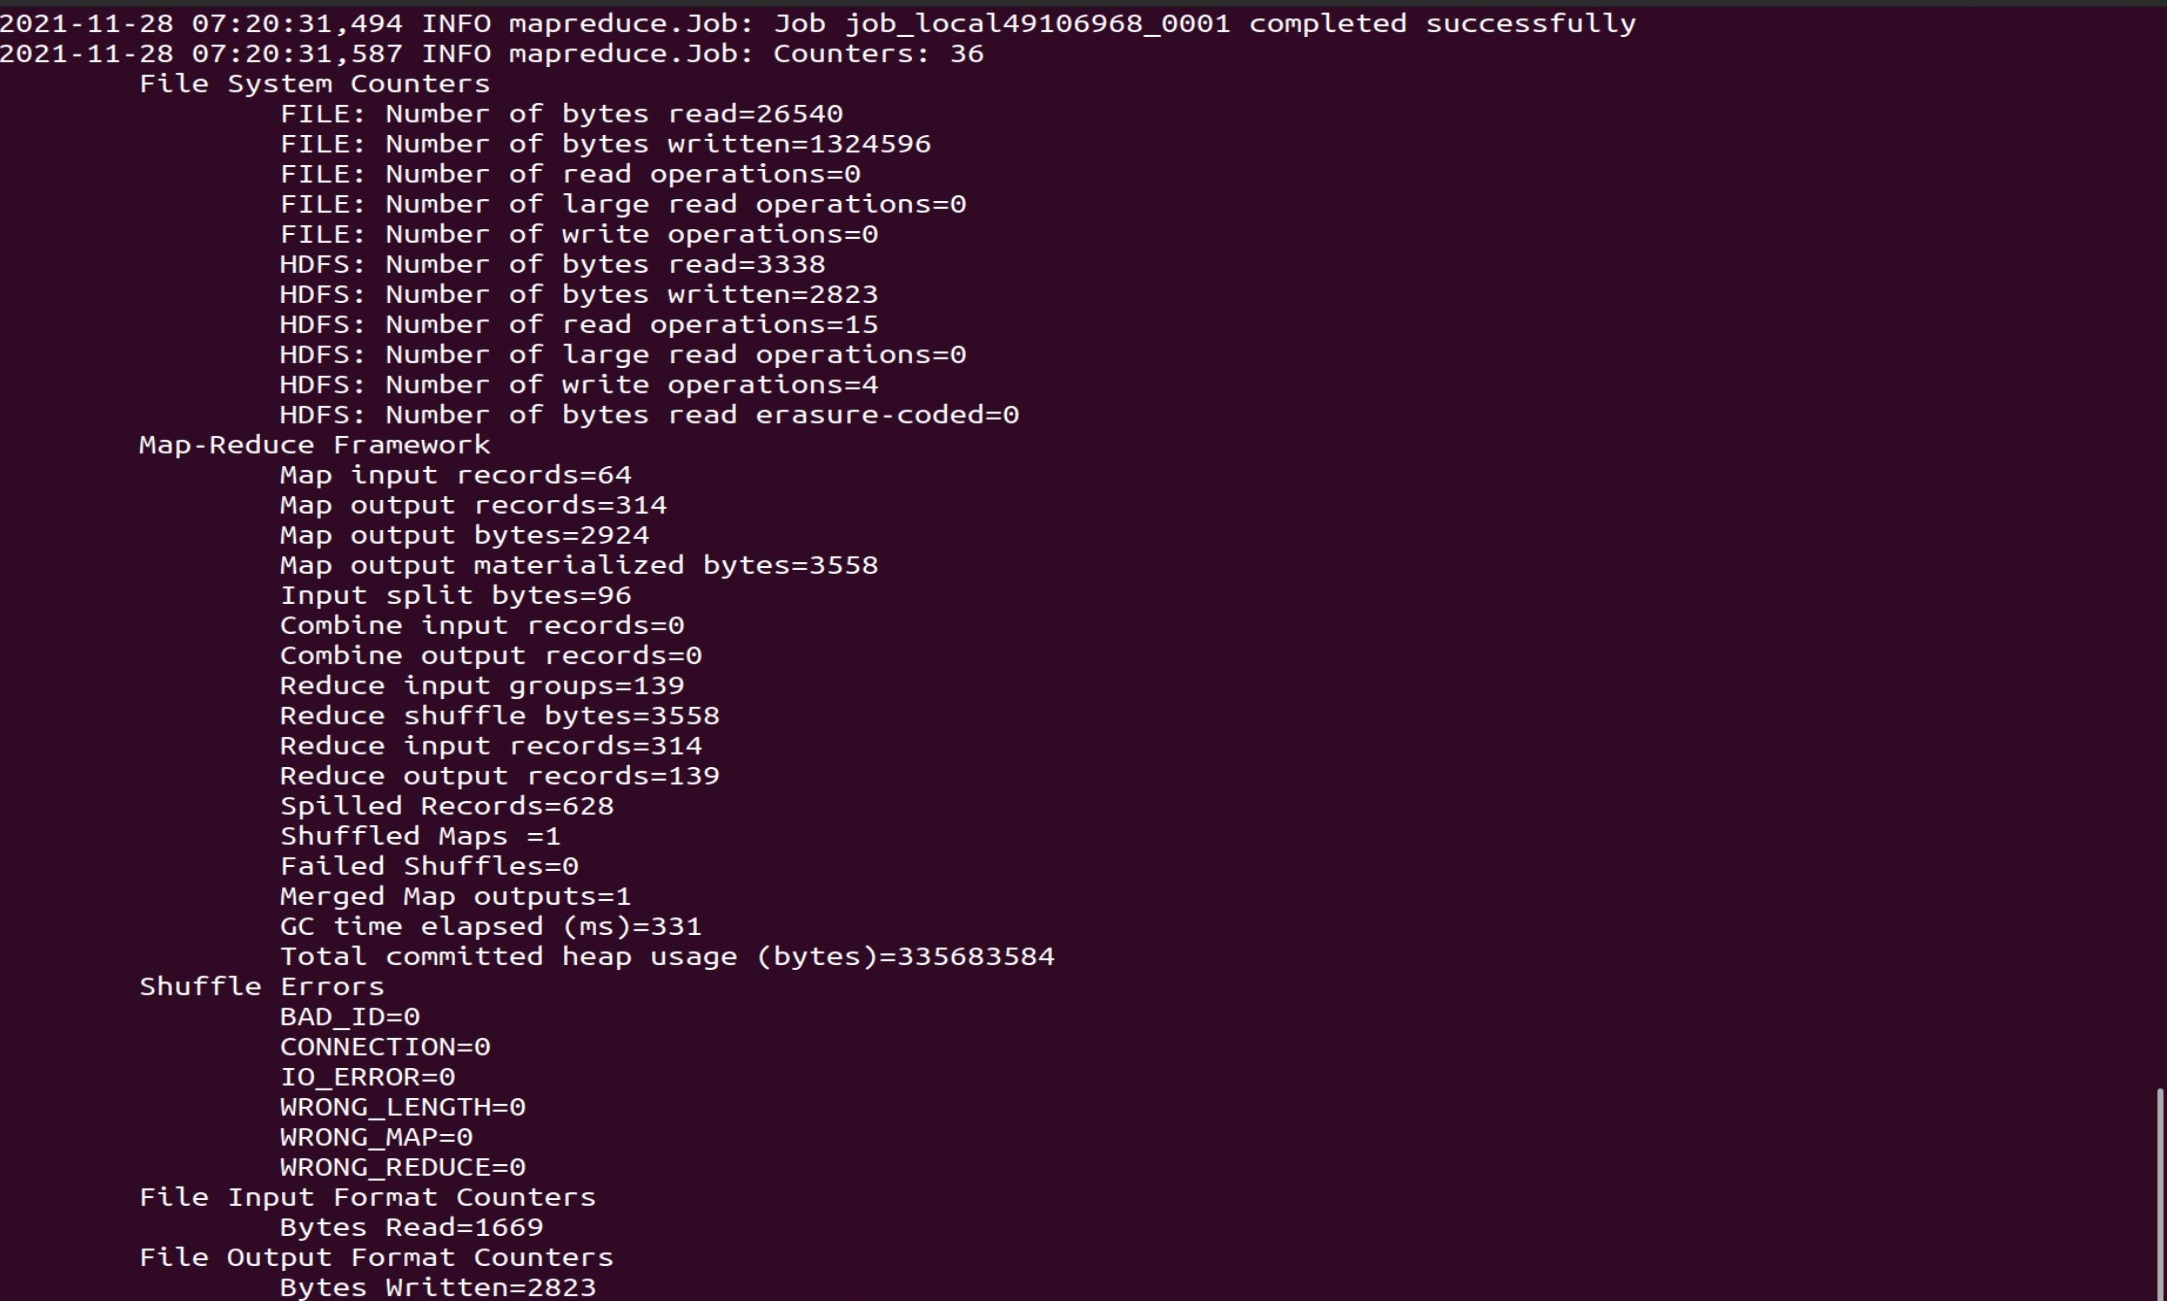 2021-11-28 07:20:31,494 INFO mapreduce.Job: Job job_local49106968_0001 completed successfully
2021-11-28 07:20:31,587 INFO mapreduce.Job: Counters: 36
File System Counters
FILE: Number of bytes read=26540
FILE: Number of bytes written=1324596
FILE: Number of read operations=0
FILE: Number of large read operations=0
FILE: Number of write operations=0
HDFS: Number of bytes read=3338
HDFS: Number of bytes written=2823
HDFS: Number of read operations=15
HDFS: Number of large read operations=0
HDFS: Number of write operations=4
HDFS: Number of bytes read erasure-coded=0
Map-Reduce Framework
Map input records=64
Map output records=314
Map output bytes=2924
Map output materialized bytes=3558
Input split bytes=96
Combine input records=0
Combine output records=0
Reduce input groups=139
Reduce shuffle bytes=3558
Reduce input records=314
Reduce output records=139
Spilled Records=628
Shuffled Maps =1
Failed Shuffles=0
Merged Map outputs=1
GC time elapsed (ms)=331
Total committed heap usage (bytes)=335683584
Shuffle Errors
BAD_ID=0
CONNECTION=0
IO_ERROR=0
WRONG_LENGTH=0
WRONG_MAP=0
WRONG_REDUCE=0
File Input Format Counters
Bytes Read=1669
File Output Format Counters
Bytes Written=2823